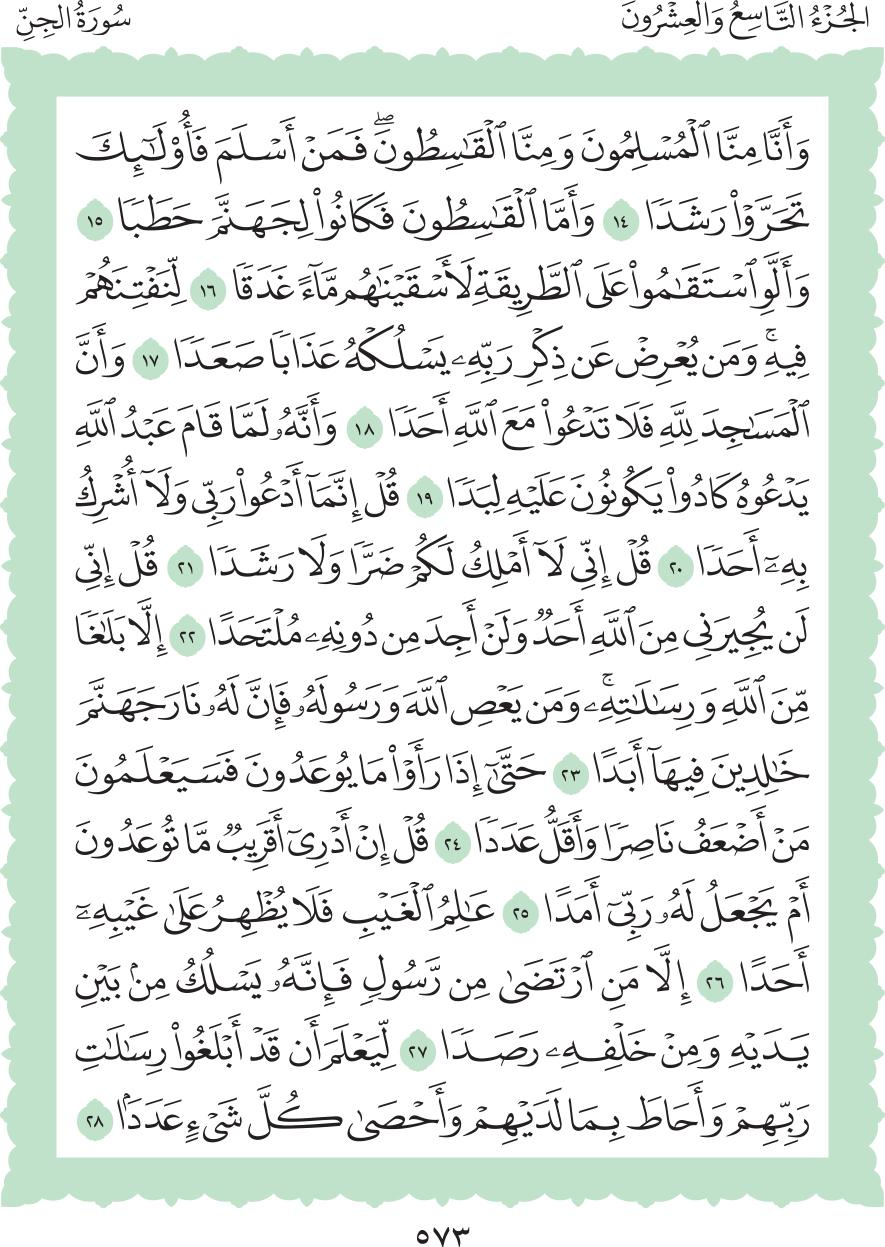 الجُزْءُ التَّاسِعُ وَالْعِشْرُونَ
سُورَةُ الجِنِّ
وَأَنَّا مِنَّا ٱلْمُسْلِمُونَ وَمِنَّا ٱلْقَٰسِطُونَۖ فَمَنْ أَسْلَمَ فَأُو۟لَٰٓئِكَ
تَحَرَّوْا۟ رَشَدًا ١٤ وَأَمَّا ٱلْقَٰسِطُونَ فَكَانُوا۟ لِجَهَنَّمَ حَطَبًا ١٥
وَأَلَّوِ ٱسْتَقَٰمُوا۟ عَلَى ٱلطَّرِيقَةِ لَأَسْقَيْنَٰهُم مَّآءً غَدَقًا ١٦ لِّنَفْتِنَهُمْ
فِيهِۚ وَمَن يُعْرِضْ عَن ذِكْرِ رَبِّهِۦ يَسْلُكْهُ عَذَابًا صَعَدًا ١٧ وَأَنَّ
ٱلْمَسَٰجِدَ لِلَّهِ فَلَا تَدْعُوا۟ مَعَ ٱللَّهِ أَحَدًا ١٨ وَأَنَّهُۥ لَمَّا قَامَ عَبْدُ ٱللَّهِ
يَدْعُوهُ كَادُوا۟ يَكُونُونَ عَلَيْهِ لِبَدًا ١٩ قُلْ إِنَّمَآ أَدْعُوا۟ رَبِّى وَلَآ أُشْرِكُ
بِهِۦٓ أَحَدًا ٢٠ قُلْ إِنِّى لَآ أَمْلِكُ لَكُمْ ضَرًّا وَلَا رَشَدًا ٢١ قُلْ إِنِّى
لَن يُجِيرَنِى مِنَ ٱللَّهِ أَحَدٌ وَلَنْ أَجِدَ مِن دُونِهِۦ مُلْتَحَدًا ٢٢ إِلَّا بَلَٰغًا
مِّنَ ٱللَّهِ وَرِسَٰلَٰتِهِۦۚ وَمَن يَعْصِ ٱللَّهَ وَرَسُولَهُۥ فَإِنَّ لَهُۥ نَارَ جَهَنَّمَ
خَٰلِدِينَ فِيهَآ أَبَدًا ٢٣ حَتَّىٰٓ إِذَا رَأَوْا۟ مَا يُوعَدُونَ فَسَيَعْلَمُونَ
مَنْ أَضْعَفُ نَاصِرًا وَأَقَلُّ عَدَدًا ٢٤ قُلْ إِنْ أَدْرِىٓ أَقَرِيبٌ مَّا تُوعَدُونَ
أَمْ يَجْعَلُ لَهُۥ رَبِّىٓ أَمَدًا ٢٥ عَٰلِمُ ٱلْغَيْبِ فَلَا يُظْهِرُ عَلَىٰ غَيْبِهِۦٓ
أَحَدًا ٢٦ إِلَّا مَنِ ٱرْتَضَىٰ مِن رَّسُولٍ فَإِنَّهُۥ يَسْلُكُ مِنۢ بَيْنِ
يَدَيْهِ وَمِنْ خَلْفِهِۦ رَصَدًا ٢٧ لِّيَعْلَمَ أَن قَدْ أَبْلَغُوا۟ رِسَٰلَٰتِ
رَبِّهِمْ وَأَحَاطَ بِمَا لَدَيْهِمْ وَأَحْصَىٰ كُلَّ شَىْءٍ عَدَدًۢا ٢٨
٥٧٣